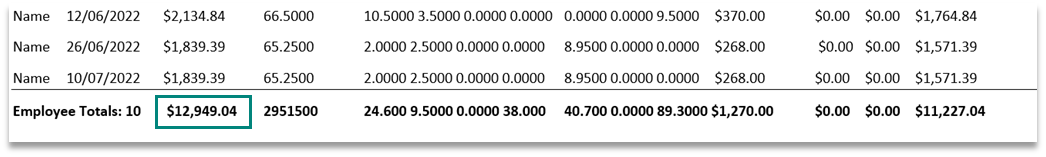 Name 12/06/2022 $2,134.84 66.5000 10.5000 3.5000 0.0000 0.0000 0.0000 0.0000 9.5000 $370.00 $0.00 $0.00 $1,764.84
Name 26/06/2022 $1,839.39 65.2500 2.0000 2.5000 0.0000 0.0000 8.9500 0.0000 0.0000 $268.00 $0.00 $0.00 $1,571.39
Name 10/07/2022 $1,839.39 65.2500 2.0000 2.5000 0.0000 0.0000 8.9500 0.0000 0.0000 $268.00 $0.00 $0.00 $1,571.39
Employee Totals: 10 $12,949.04 2951500 24.600 9.5000 0.0000 38.000 40.700 0.0000 89.3000 $1,270.00 $0.00 $0.00 $11,227.04